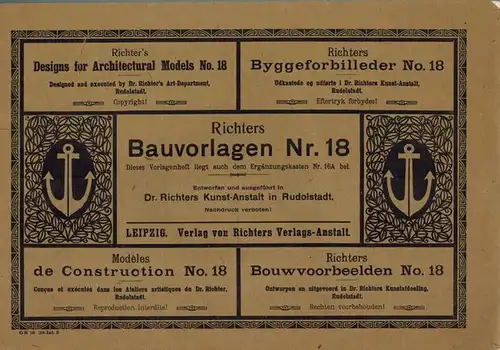 Richter's
Designs for Architectural Models No. 18
Designed and executed by Dr. Richter's Art-Department,
Rudolstadt.
Copyright!
Richters
Byggeforbilleder No. 18
Udkastede og udførte i Dr. Richters Kunst-Anstalt,
Rudolstadt.
Eftertryk forbydes!
Richters
Bauvorlagen Nr. 18
Dieses Vorlagenheft liegt auch dem Ergänzungskasten Nr. 16A bei.
Entworfen und ausgeführt in
Dr. Richters Kunst-Anstalt in Rudolstadt.
Nachdruck verboten!
LEIPZIG. Verlag von Richters Verlags-Anstalt.
Modèles
de Construction No. 18
Conçus et exécutés dans les Ateliers artistiques du Dr. Richter,
Rudolstadt.
Reproduction interdite!
Richters
Bouwvoorbeelden No. 18
Ontworpen en uitgevoerd in Dr. Richters Kunstafdeeling,
Rudolstadt.
Rechten voorbehouden!